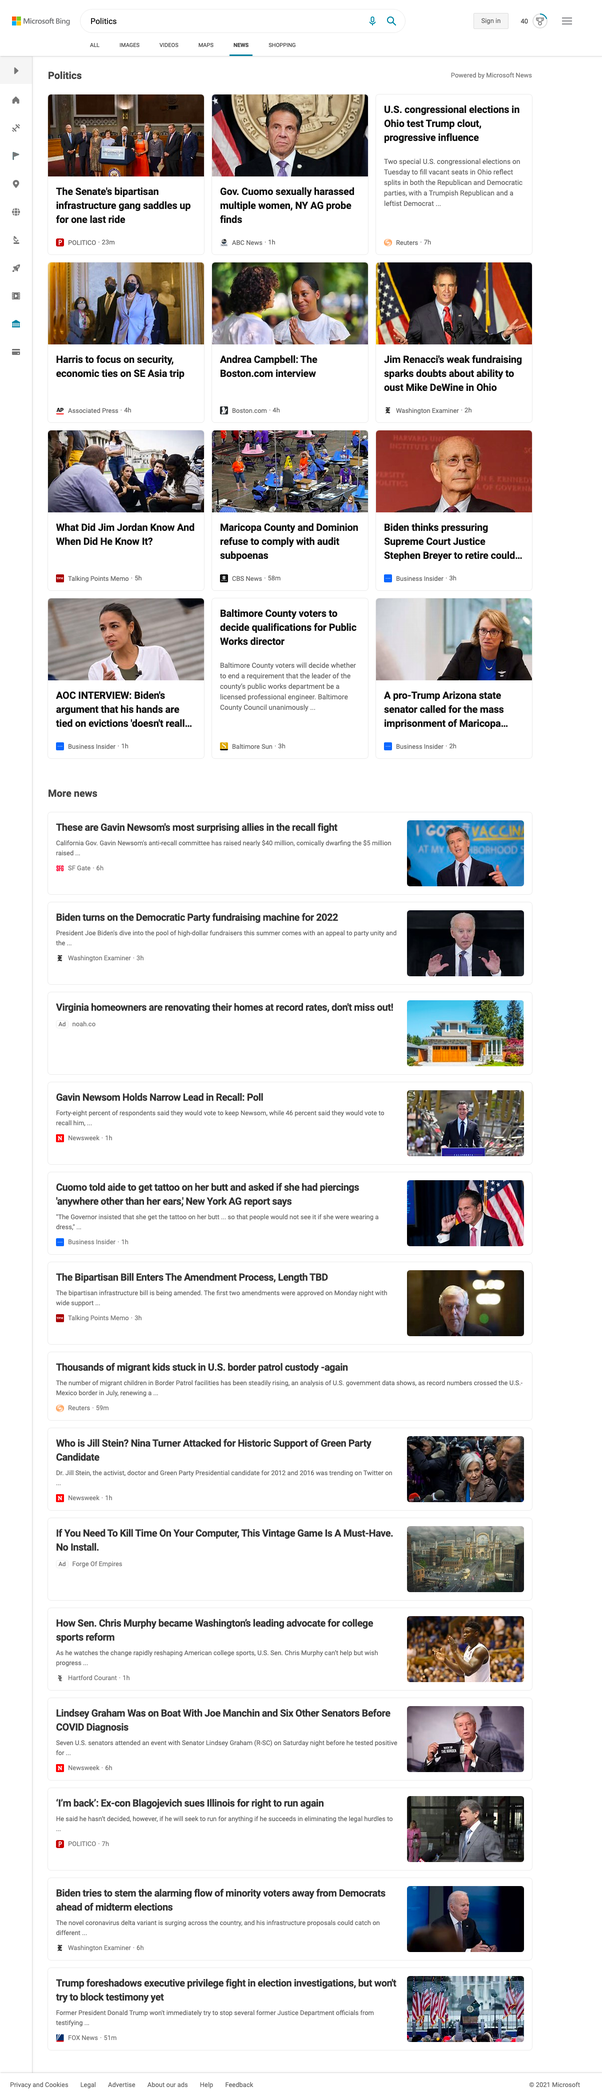 Microsoft Bing
Politics
Sign in
40
ALL IMAGES VIDEOS MAPS NEWS SHOPPING
Politics
Powered by Microsoft News
The Senate's bipartisan
infrastructure gang saddles up
for one last ride
POLITICO · 23m
Gov. Cuomo sexually harassed
multiple women, NY AG probe
finds
ABC News · 1h
U.S. congressional elections in
Ohio test Trump clout,
progressive influence
Two special U.S. congressional elections on
Tuesday to fill vacant seats in Ohio reflect
splits in both the Republican and Democratic
parties, with a Trumpish Republican and a
leftist Democrat ...
Reuters · 7h
Harris to focus on security,
economic ties on SE Asia trip
AP Associated Press · 4h
Andrea Campbell: The
Boston.com interview
Boston.com · 4h
Jim Renacci's weak fundraising
sparks doubts about ability to
oust Mike DeWine in Ohio
Washington Examiner · 2h
What Did Jim Jordan Know And
When Did He Know It?
Talking Points Memo · 5h
Maricopa County and Dominion
refuse to comply with audit
subpoenas
CBS News · 58m
Biden thinks pressuring
Supreme Court Justice
Stephen Breyer to retire could...
Business Insider · 3h
AOC INTERVIEW: Biden's
argument that his hands are
tied on evictions 'doesn't reall...
Business Insider · 1h
Baltimore County voters to
decide qualifications for Public
Works director
Baltimore County voters will decide whether
to end a requirement that the leader of the
county's public works department be a
licensed professional engineer. Baltimore
County Council unanimously ...
Baltimore Sun · 3h
A pro-Trump Arizona state
senator called for the mass
imprisonment of Maricopa...
Business Insider · 2h
More news
These are Gavin Newsom's most surprising allies in the recall fight
California Gov. Gavin Newsom's anti-recall committee has raised nearly $40 million, comically dwarfing the $5 million
raised ...
SF Gate · 6h
Biden turns on the Democratic Party fundraising machine for 2022
President Joe Biden's dive into the pool of high-dollar fundraisers this summer comes with an appeal to party unity and
the ...
Washington Examiner · 3h
Virginia homeowners are renovating their homes at record rates, don't miss out!
Ad noah.co
Gavin Newsom Holds Narrow Lead in Recall: Poll
Forty-eight percent of respondents said they would vote to keep Newsom, while 46 percent said they would vote to
recall him, ...
Newsweek · 1h
Cuomo told aide to get tattoo on her butt and asked if she had piercings
'anywhere other than her ears,' New York AG report says
"The Governor insisted that she get the tattoo on her butt ... so that people would not see it if she were wearing a
dress," ...
Business Insider · 1h
The Bipartisan Bill Enters The Amendment Process, Length TBD
The bipartisan infrastructure bill is being amended. The first two amendments were approved on Monday night with
wide support ...
Talking Points Memo · 3h
Thousands of migrant kids stuck in U.S. border patrol custody -again
The number of migrant children in Border Patrol facilities has been steadily rising, an analysis of U.S. government data shows, as record numbers crossed the U.S.-
Mexico border in July, renewing a ...
Reuters · 59m
Who is Jill Stein? Nina Turner Attacked for Historic Support of Green Party
Candidate
Dr. Jill Stein, the activist, doctor and Green Party Presidential candidate for 2012 and 2016 was trending on Twitter on
...
Newsweek · 1h
If You Need To Kill Time On Your Computer, This Vintage Game Is A Must-Have.
No Install.
Ad Forge Of Empires
How Sen. Chris Murphy became Washington's leading advocate for college
sports reform
As he watches the change rapidly reshaping American college sports, U.S. Sen. Chris Murphy can't help but wish
progress ...
Hartford Courant · 1h
Lindsey Graham Was on Boat With Joe Manchin and Six Other Senators Before
COVID Diagnosis
Seven U.S. senators attended an event with Senator Lindsey Graham (R-SC) on Saturday night before he tested positive
for ...
Newsweek · 6h
'I'm back': Ex-con Blagojevich sues Illinois for right to run again
He said he hasn't decided, however, if he will seek to run for anything if he succeeds in eliminating the legal hurdles to
...
POLITICO · 7h
Biden tries to stem the alarming flow of minority voters away from Democrats
ahead of midterm elections
The novel coronavirus delta variant is surging across the country, and his infrastructure proposals could catch on
different ...
Washington Examiner · 6h
Trump foreshadows executive privilege fight in election investigations, but won't
try to block testimony yet
Former President Donald Trump won't immediately try to stop several former Justice Department officials from
testifying ...
FOX News · 51m
Privacy and Cookies Legal Advertise About our ads Help Feedback
© 2021 Microsoft